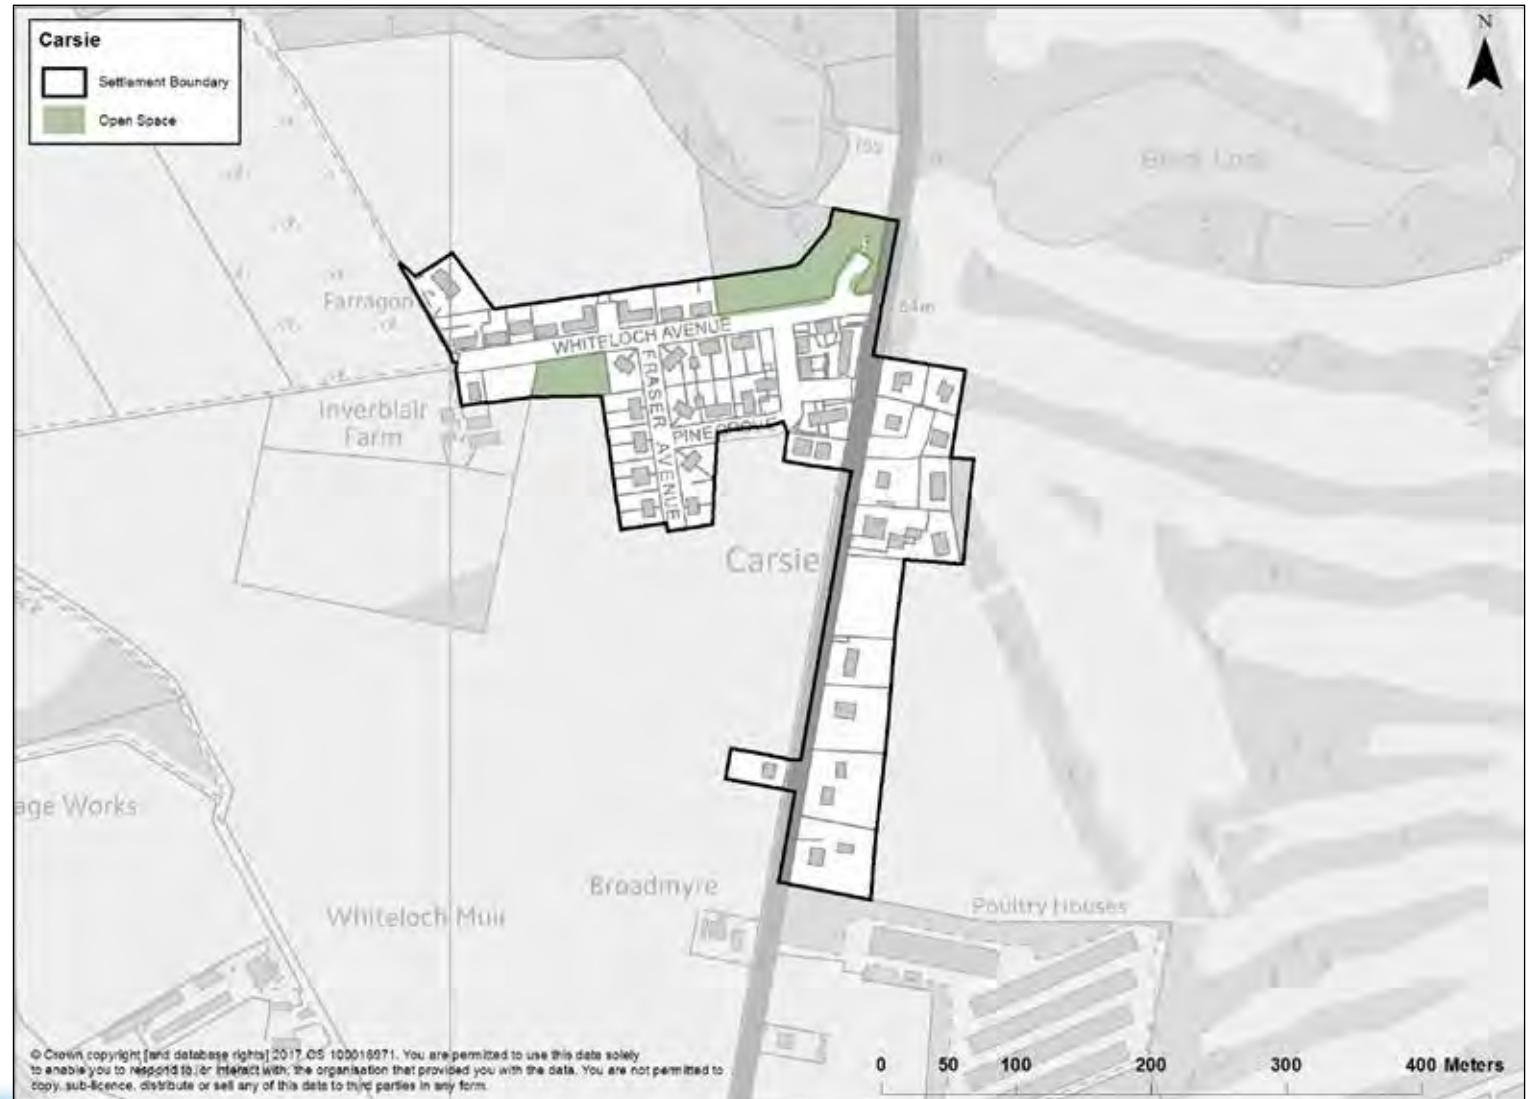 Carsie
Settlement Boundary
Open Space
N
Farragon
64m
WHITELOCH AVENUE
FRASER AVENUE
Inverblair
Farm
PINE GROVE
Carsie
age Works
Broadmyre
Whiteloch Muir
Poultry Houses
© Crown copyright [and database rights] 2017 OS 100016971. You are permitted to use this data solely
to enable you to respond to, or interact with, the organisation that provided you with the data. You are not permitted to
copy, sub-licence, distribute or sell any of this data to third parties in any form.
0 50 100 200 300 400 Meters